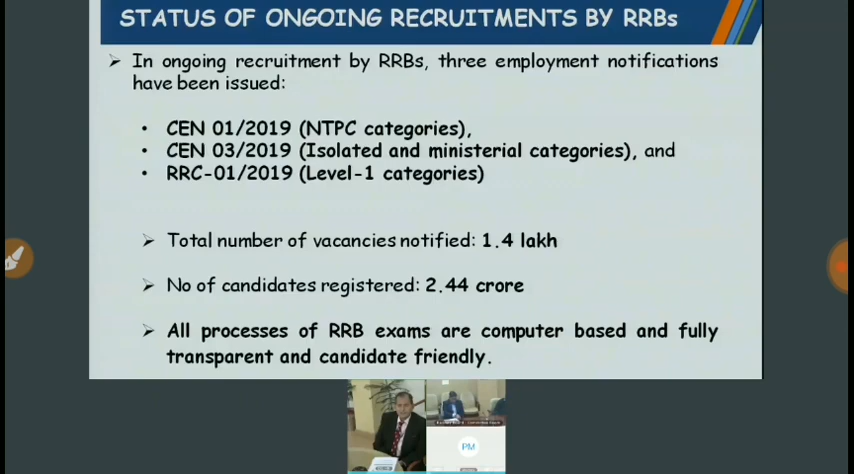 STATUS OF ONGOING RECRUITMENTS BY RRBs
➢ In ongoing recruitment by RRBs, three employment notifications
have been issued:
• CEN 01/2019 (NTPC categories),
• CEN 03/2019 (Isolated and ministerial categories), and
• RRC-01/2019 (Level-1 categories)
➢ Total number of vacancies notified: 1.4 lakh
➢ No of candidates registered: 2.44 crore
➢ All processes of RRB exams are computer based and fully
transparent and candidate friendly.
PM